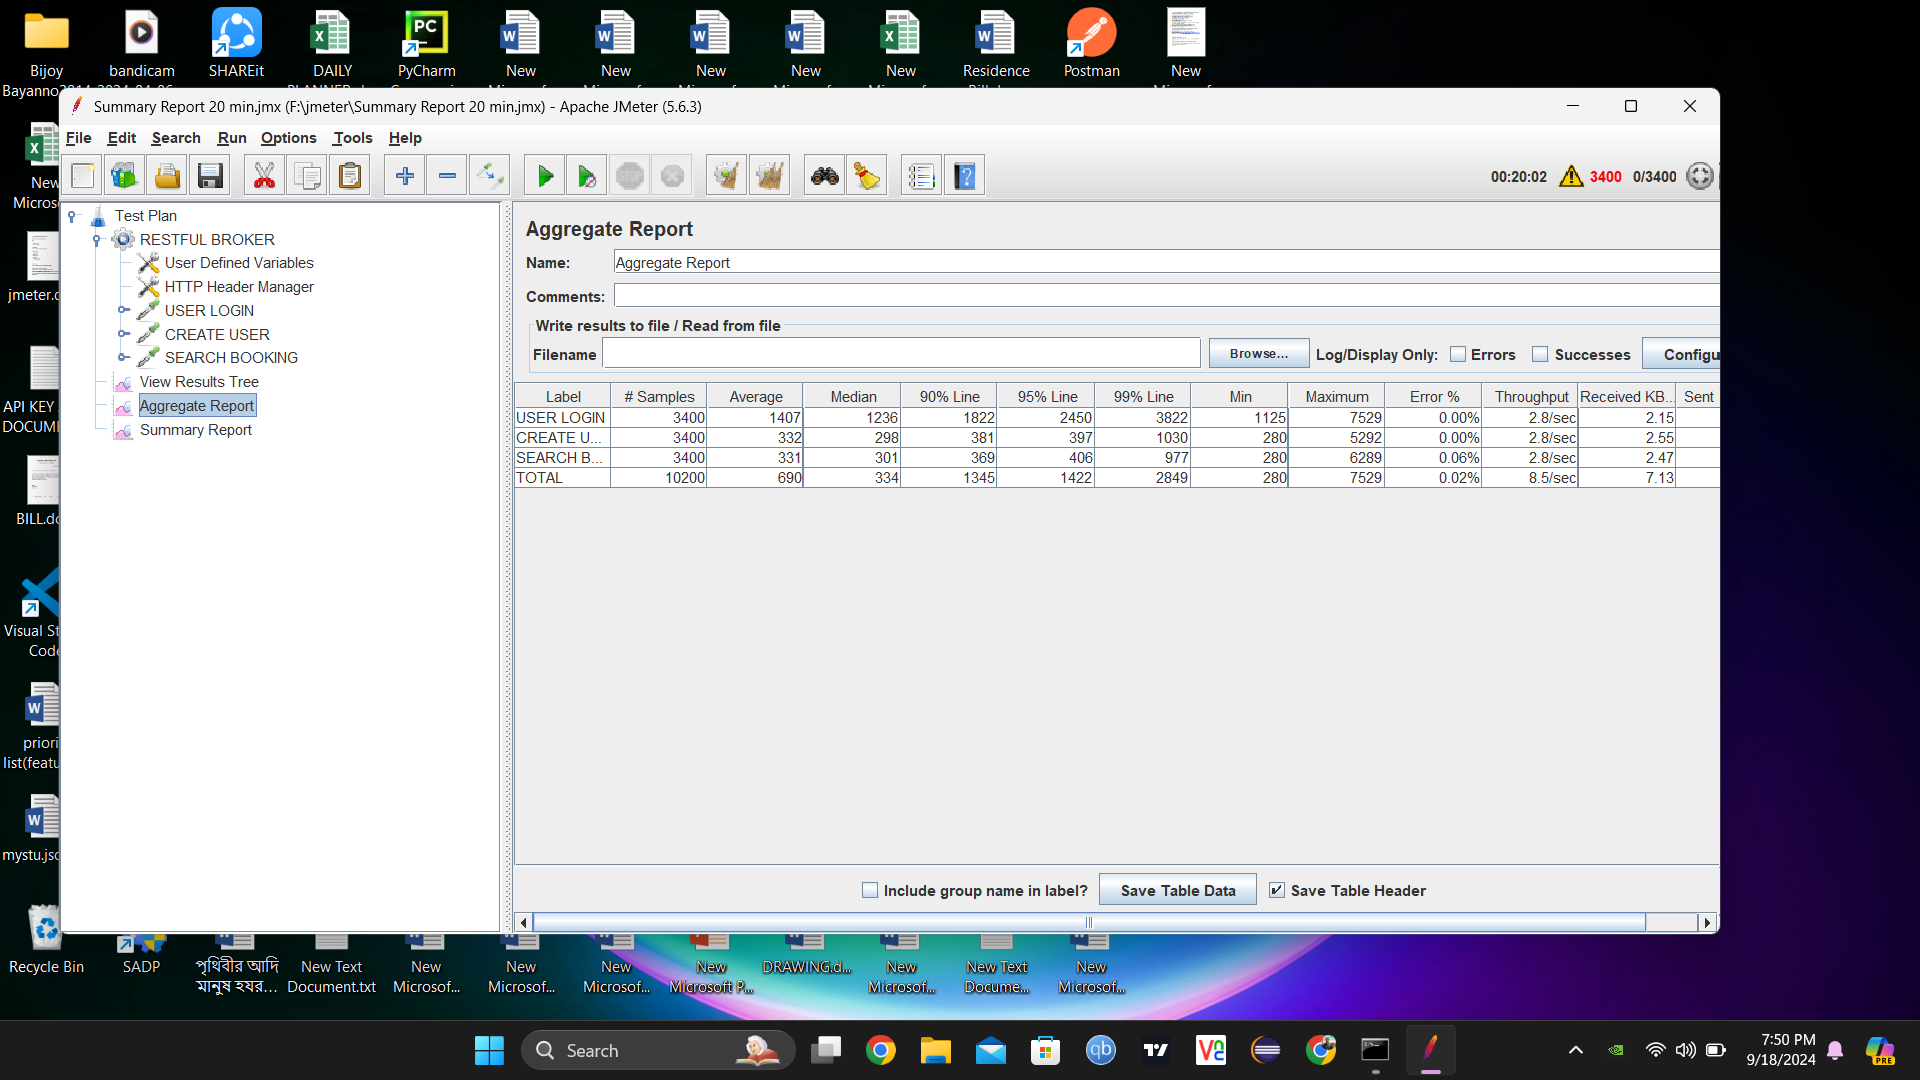 Bijoy
Bayanno
bandicam
SHAREit
DAILY
PyCharm
New
New
New
New
New
Residence
Postman
New
New
Micros
jmeter.
API KEY
DOCUM
BILL.do
Visual St
Code
priori
list(featu
mystu.jsc
Recycle Bin
Summary Report 20 min.jmx (F:\jmeter\Summary Report 20 min.jmx) - Apache JMeter (5.6.3)
File Edit Search Run Options Tools Help
00:20:02 3400 0/3400
Test Plan
RESTFUL BROKER
User Defined Variables
HTTP Header Manager
USER LOGIN
CREATE USER
SEARCH BOOKING
View Results Tree
Aggregate Report
Summary Report
Aggregate Report
Name: Aggregate Report
Comments:
Write results to file / Read from file
Filename Browse... Log/Display Only: Errors Successes Configu
Label # Samples Average Median 90% Line 95% Line 99% Line Min Maximum Error % Throughput Received KB... Sent
USER LOGIN 3400 1407 1236 1822 2450 3822 1125 7529 0.00% 2.8/sec 2.15
CREATE U... 3400 332 298 381 397 1030 280 5292 0.00% 2.8/sec 2.55
SEARCH B... 3400 331 301 369 406 977 280 6289 0.06% 2.8/sec 2.47
TOTAL 10200 690 334 1345 1422 2849 280 7529 0.02% 8.5/sec 7.13
Include group name in label? Save Table Data Save Table Header
SADP
পৃথিবীর আদি
মানুষ হযর...
New Text
Document.txt
New
Microsof...
New
Microsof...
New
Microsof...
New
Microsoft P...
DRAWING.d...
New
Microsof...
New Text
Docume...
New
Microsof...
Search
7:50 PM
9/18/2024